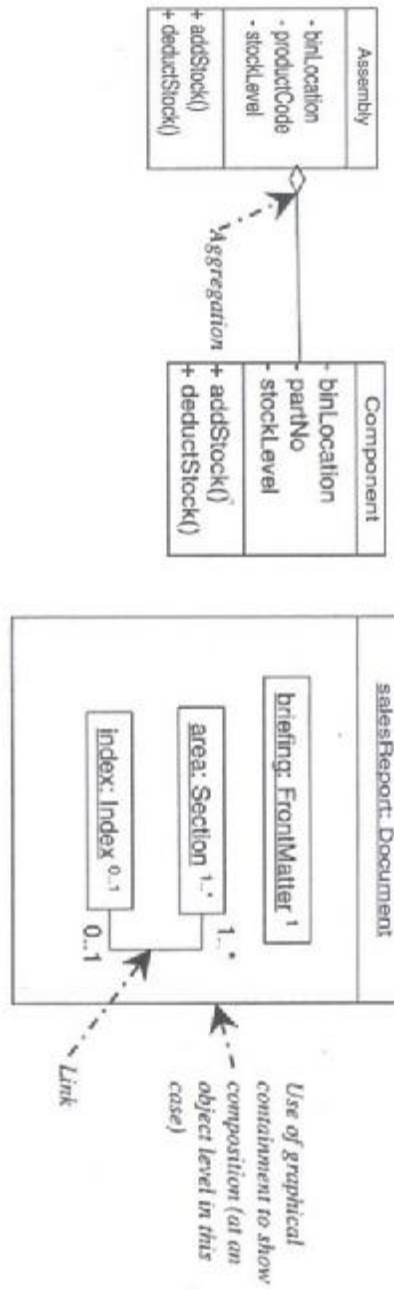 Assembly
- binLocation
- productCode
- stockLevel
+ addStock()
+ deductStock()
Aggregation
Component
- binLocation
- partNo
- stockLevel
+ addStock()
+ deductStock()
salesReport: Document
briefing: FrontMatter 1
area: Section 1..*
index: Index 0..1
1..*
0..1
Link
Use of graphical
containment to show
composition (at an
object level in this
case)